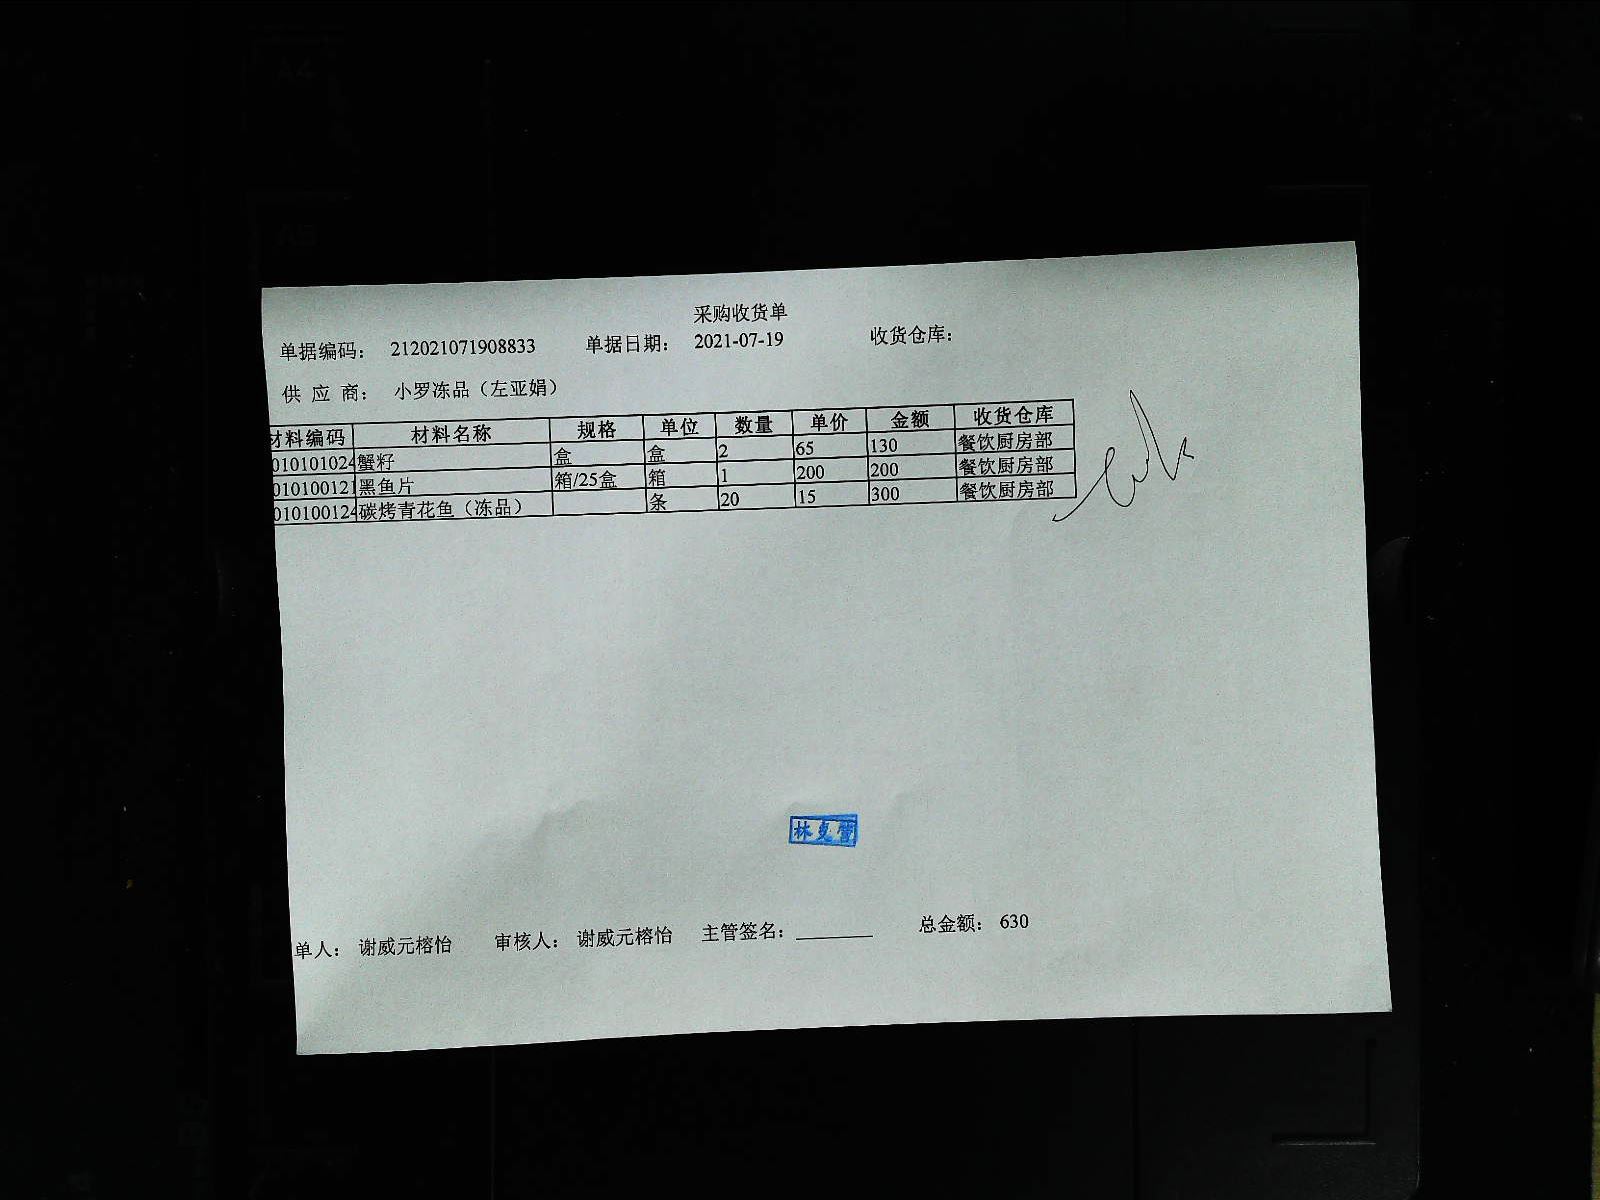 采购收货单
单据编码： 212021071908833 单据日期： 2021-07-19 收货仓库：
供 应 商： 小罗冻品（左亚娟）
材料编码 材料名称 规格 单位 数量 单价 金额 收货仓库
010101024 蟹籽 盒 盒 2 65 130 餐饮厨房部
010100121 黑鱼片 箱/25盒 箱 1 200 200 餐饮厨房部
010100124 碳烤青花鱼（冻品） 条 20 15 300 餐饮厨房部
单人： 谢威元榕怡 审核人： 谢威元榕怡 主管签名： 总金额： 630